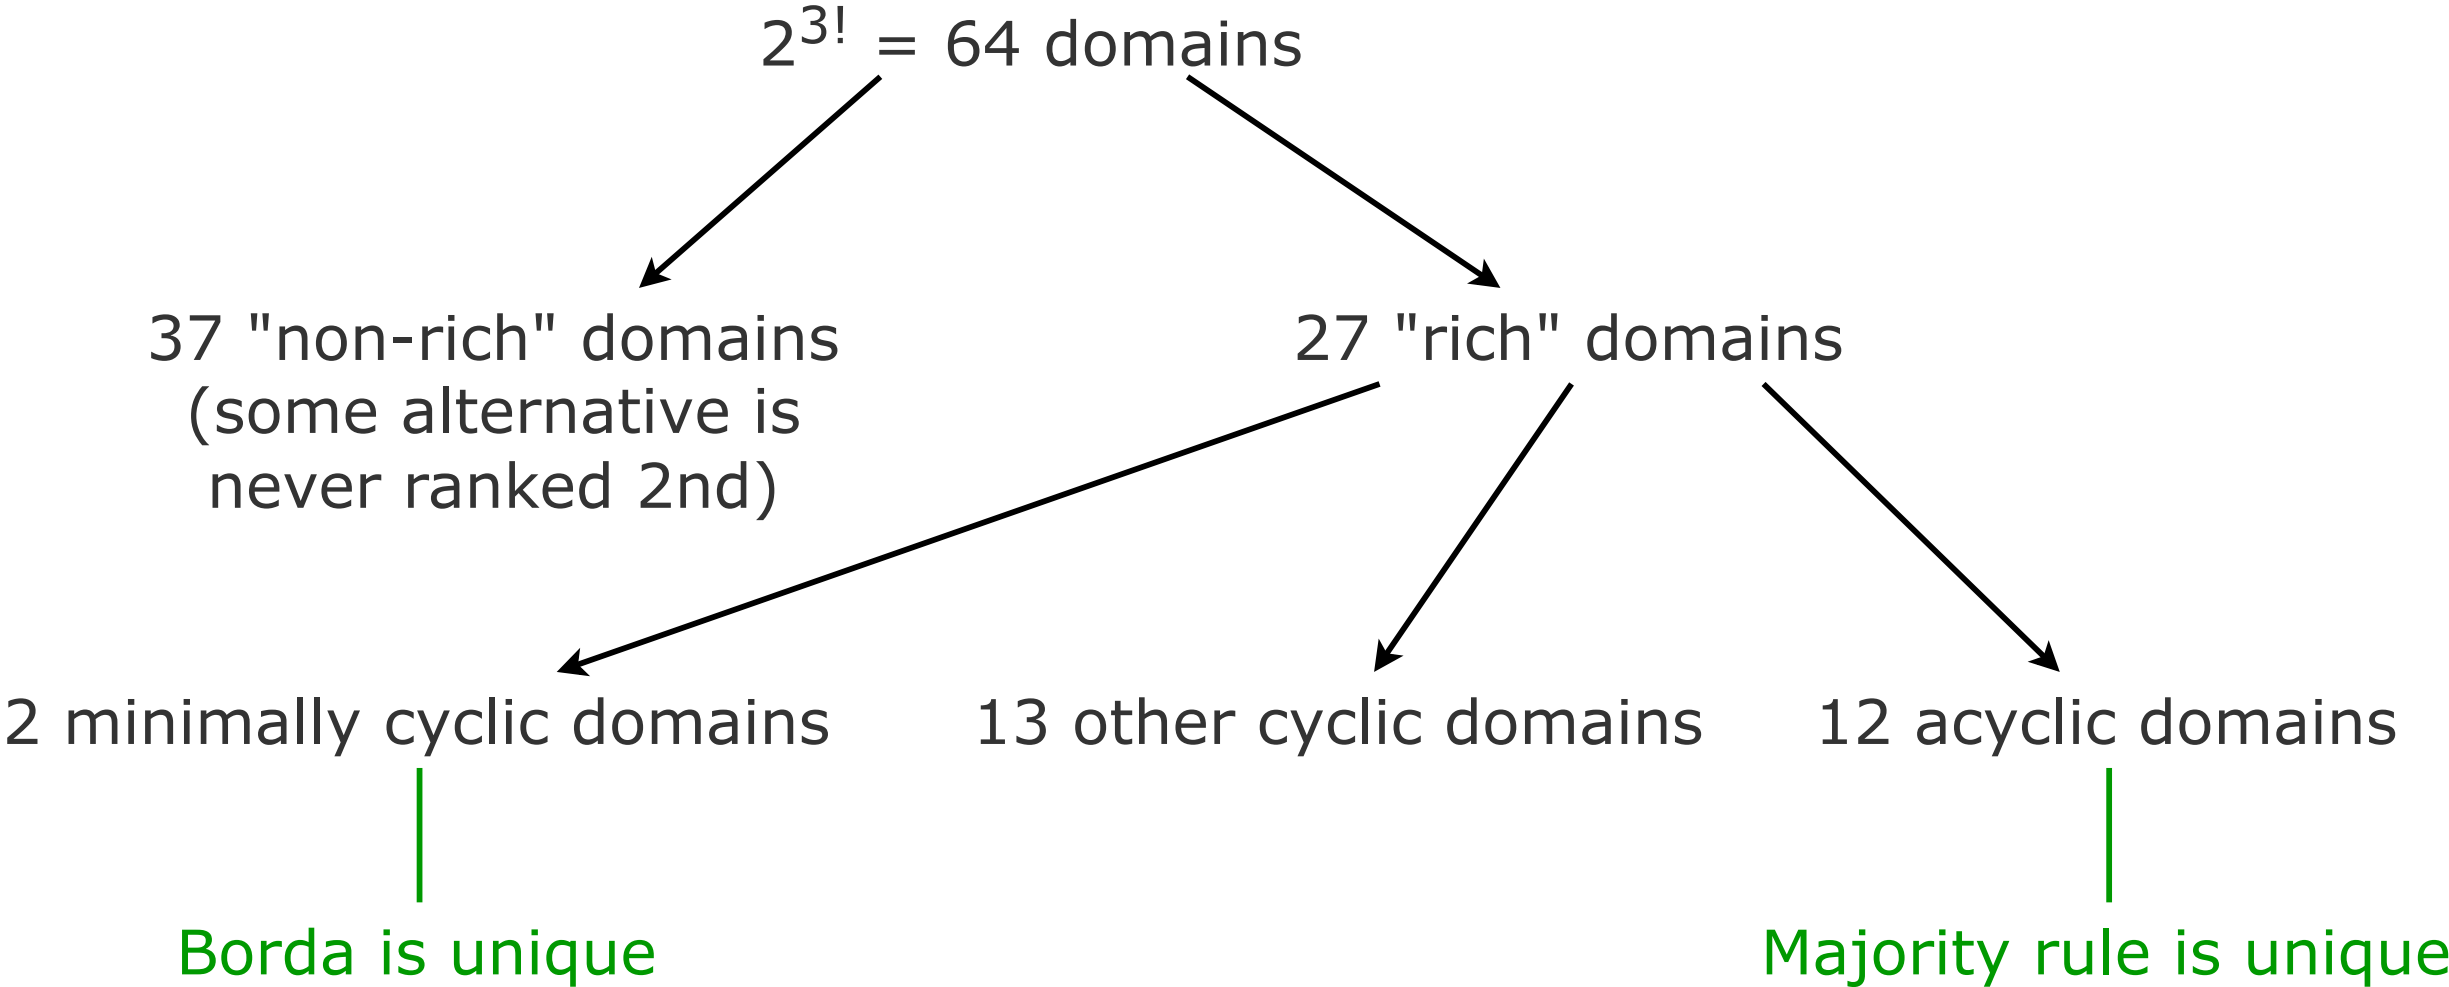 2^3! = 64 domains
37 "non-rich" domains
(some alternative is
never ranked 2nd)
27 "rich" domains
2 minimally cyclic domains
13 other cyclic domains
12 acyclic domains
Borda is unique
Majority rule is unique